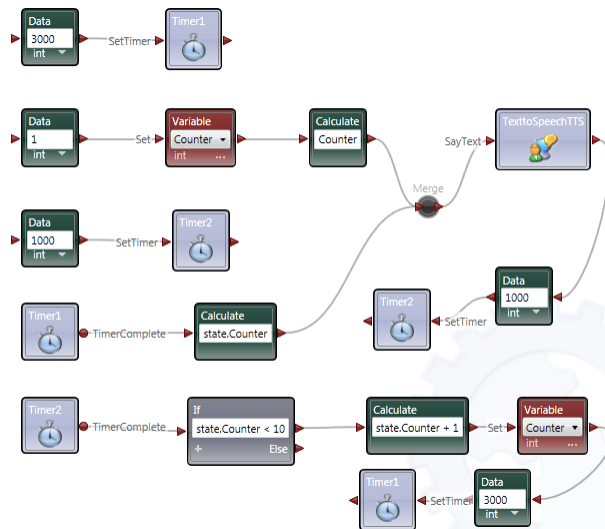 Data
3000
int
SetTimer
Timer1
Data
1
int
Set
Variable
Counter
int ...
Calculate
Counter
SayText
TexttoSpeechTTS
Merge
Data
1000
int
SetTimer
Timer2
Timer1
TimerComplete
Calculate
state.Counter
Timer2
SetTimer
Data
1000
int
Timer2
TimerComplete
If
state.Counter < 10
+
Else
Calculate
state.Counter + 1
Set
Variable
Counter
int ...
Timer1
SetTimer
Data
3000
int